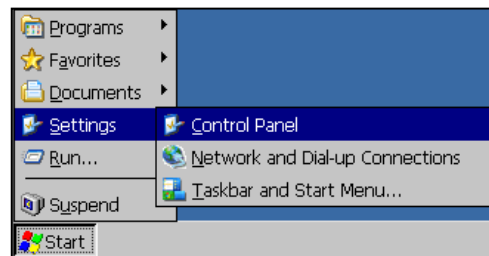 Programs
Favorites
Documents
Settings
Control Panel
Run...
Network and Dial-up Connections
Taskbar and Start Menu...
Suspend
Start